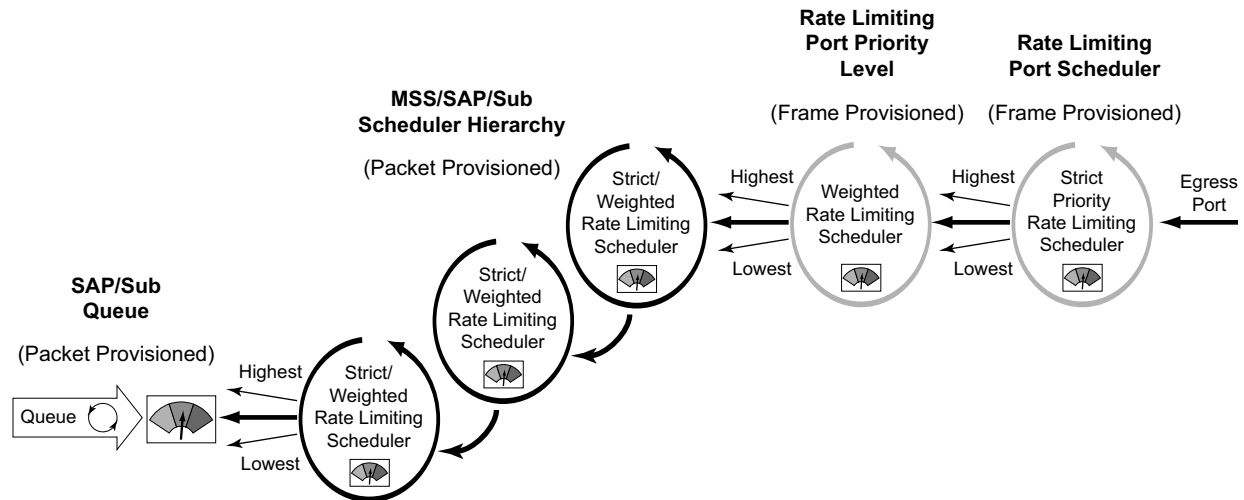 Rate Limiting
Port Priority
Level
(Frame Provisioned)
Rate Limiting
Port Scheduler
(Frame Provisioned)
MSS/SAP/Sub
Scheduler Hierarchy
(Packet Provisioned)
Strict/
Weighted
Rate Limiting
Scheduler
Highest
Lowest
Weighted
Rate Limiting
Scheduler
Highest
Lowest
Strict
Priority
Rate Limiting
Scheduler
Egress
Port
Strict/
Weighted
Rate Limiting
Scheduler
SAP/Sub
Queue
(Packet Provisioned)
Queue
Highest
Lowest
Strict/
Weighted
Rate Limiting
Scheduler